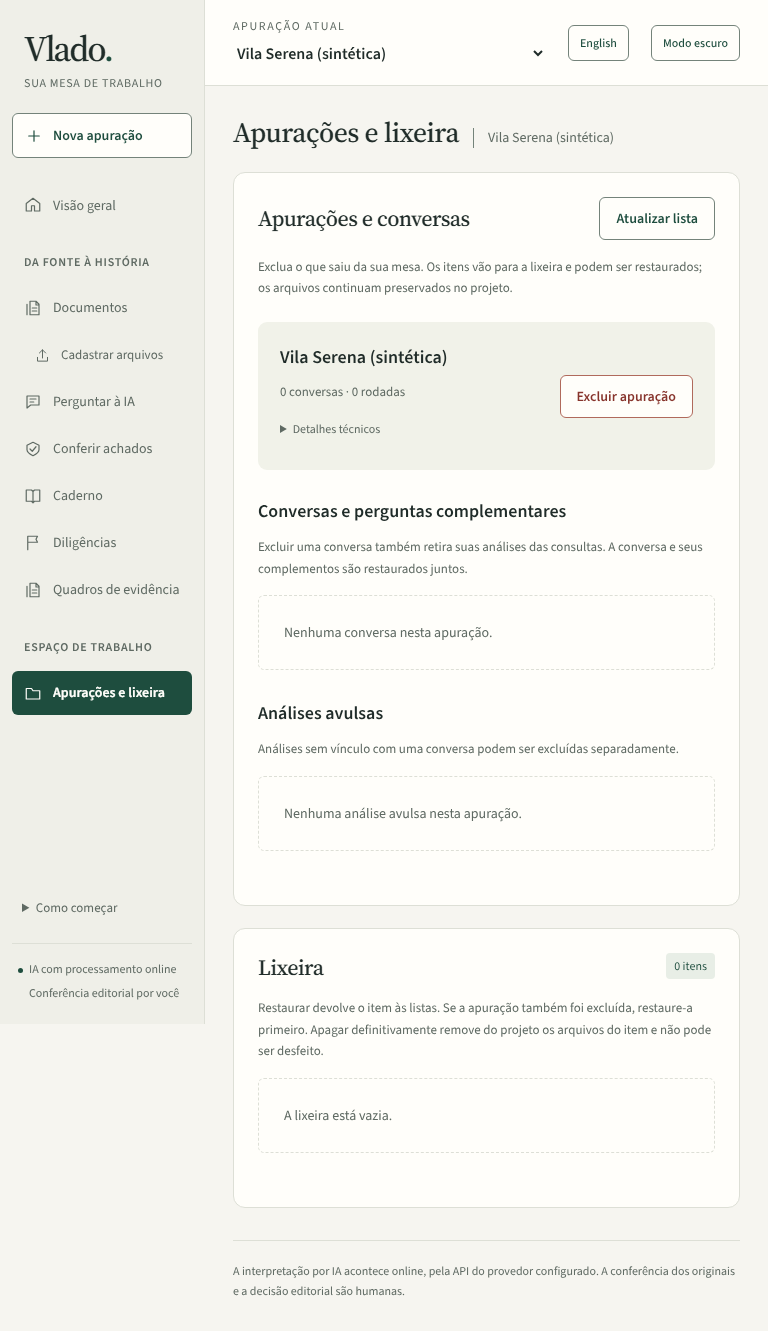 Vlado.
SUA MESA DE TRABALHO
Nova apuração
Visão geral
DA FONTE À HISTÓRIA
Documentos
Cadastrar arquivos
Perguntar à IA
Conferir achados
Caderno
Diligências
Quadros de evidência
ESPAÇO DE TRABALHO
Apurações e lixeira
Como começar
IA com processamento online
Conferência editorial por você
APURAÇÃO ATUAL
Vila Serena (sintética)
English
Modo escuro
Apurações e lixeira
Vila Serena (sintética)
Apurações e conversas
Atualizar lista
Exclua o que saiu da sua mesa. Os itens vão para a lixeira e podem ser restaurados;
os arquivos continuam preservados no projeto.
Vila Serena (sintética)
0 conversas · 0 rodadas
Detalhes técnicos
Excluir apuração
Conversas e perguntas complementares
Excluir uma conversa também retira suas análises das consultas. A conversa e seus
complementos são restaurados juntos.
Nenhuma conversa nesta apuração.
Análises avulsas
Análises sem vínculo com uma conversa podem ser excluídas separadamente.
Nenhuma análise avulsa nesta apuração.
Lixeira
0 itens
Restaurar devolve o item às listas. Se a apuração também foi excluída, restaure-a
primeiro. Apagar definitivamente remove do projeto os arquivos do item e não pode
ser desfeito.
A lixeira está vazia.
A interpretação por IA acontece online, pela API do provedor configurado. A conferência dos originais
e a decisão editorial são humanas.